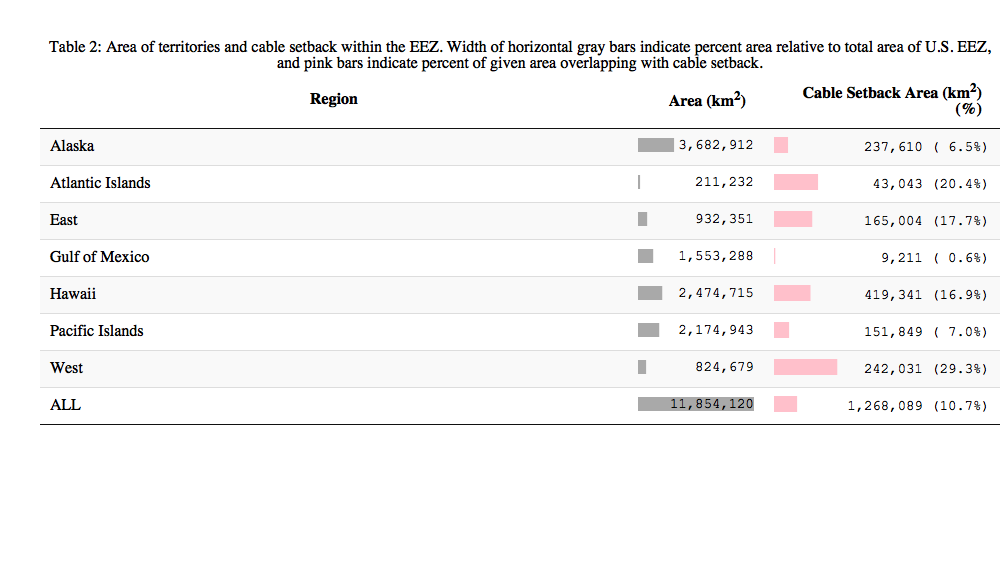 Table 2: Area of territories and cable setback within the EEZ. Width of horizontal gray bars indicate percent area relative to total area of U.S. EEZ,
and pink bars indicate percent of given area overlapping with cable setback.
Region Area (km²) Cable Setback Area (km²)
(%)
Alaska 3,682,912 237,610 ( 6.5%)
Atlantic Islands 211,232 43,043 (20.4%)
East 932,351 165,004 (17.7%)
Gulf of Mexico 1,553,288 9,211 ( 0.6%)
Hawaii 2,474,715 419,341 (16.9%)
Pacific Islands 2,174,943 151,849 ( 7.0%)
West 824,679 242,031 (29.3%)
ALL 11,854,120 1,268,089 (10.7%)